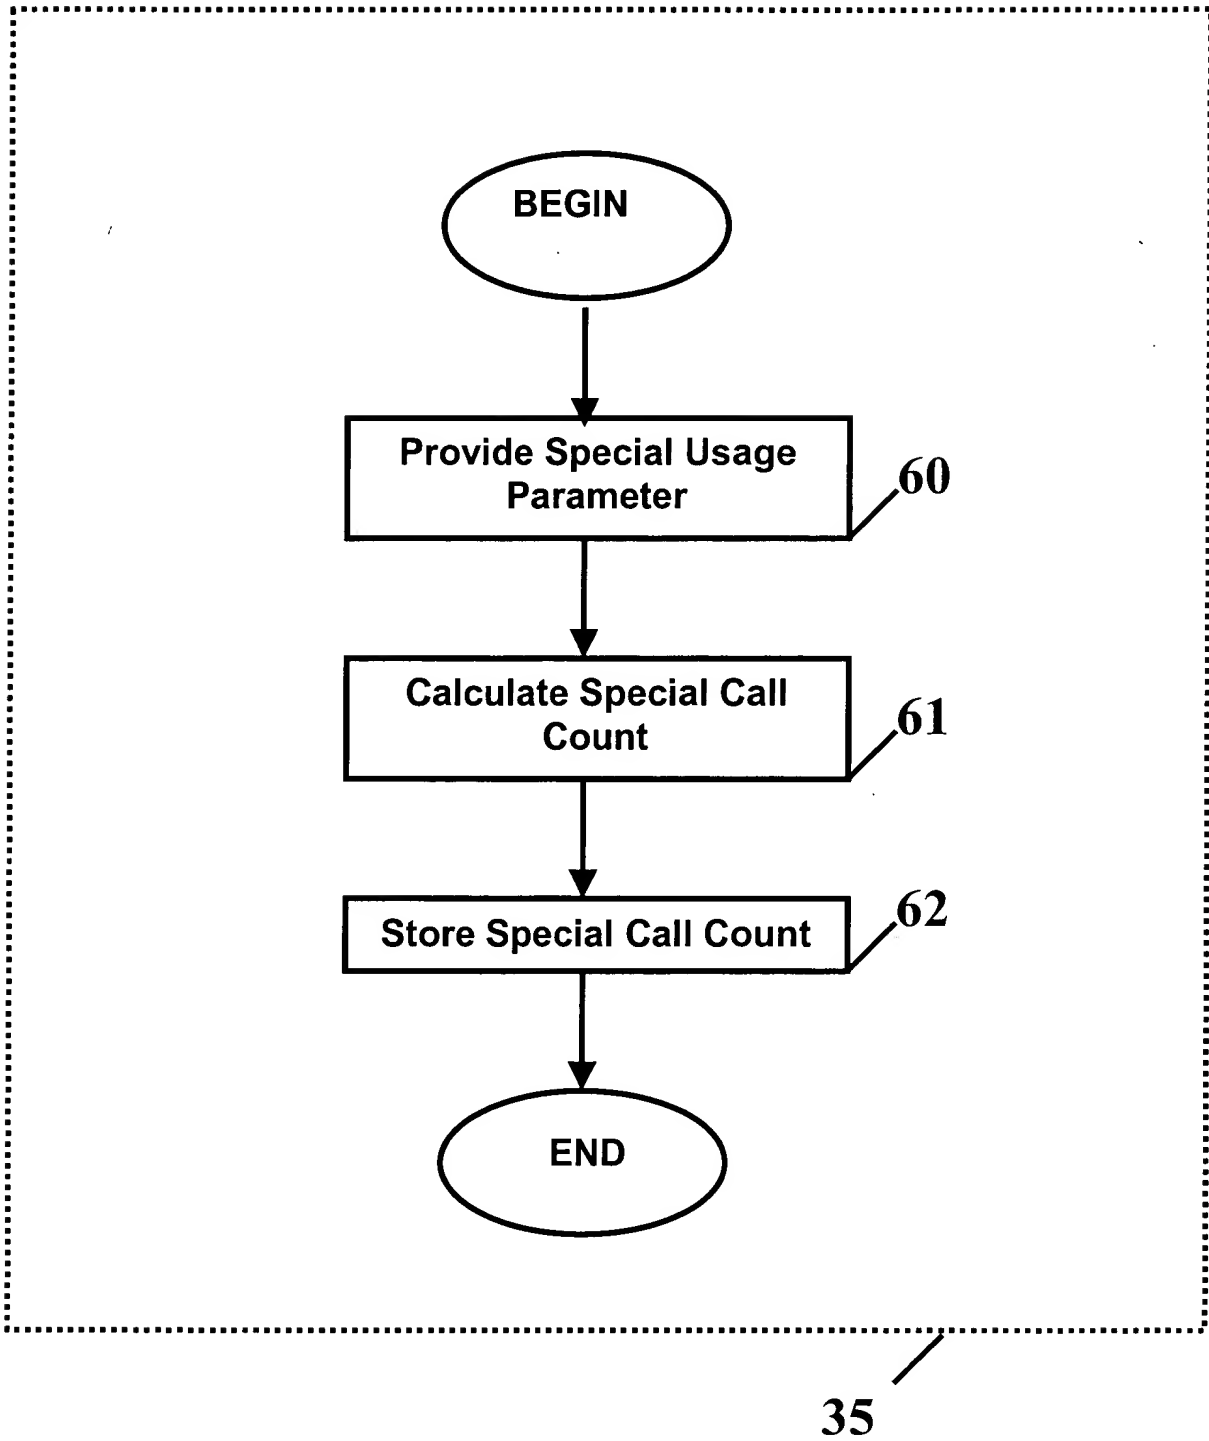 BEGIN
Provide Special Usage
Parameter
60
Calculate Special Call
Count
61
Store Special Call Count
62
END
35